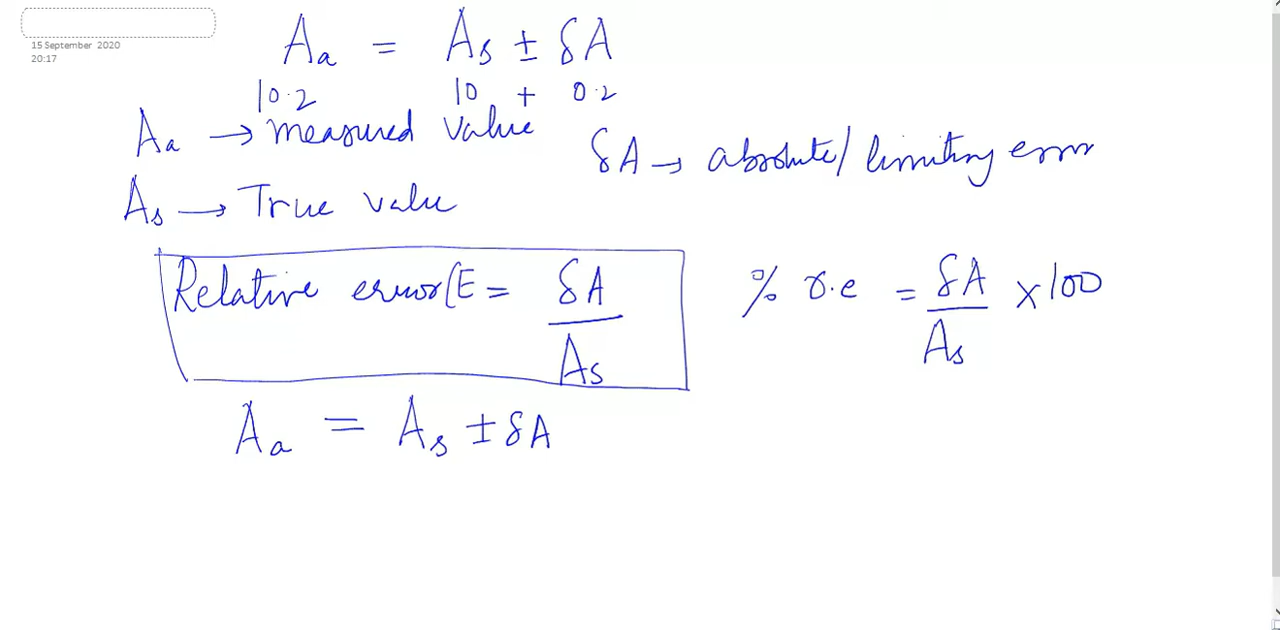 15 September 2020
20:17
Aa = As ± δA
10.2 10 + 0.2
Aa → measured value
δA → absolute/limiting error
As → True value
Relative error(E = δA/As
% r.e = δA/As × 100
Aa = As ± δA